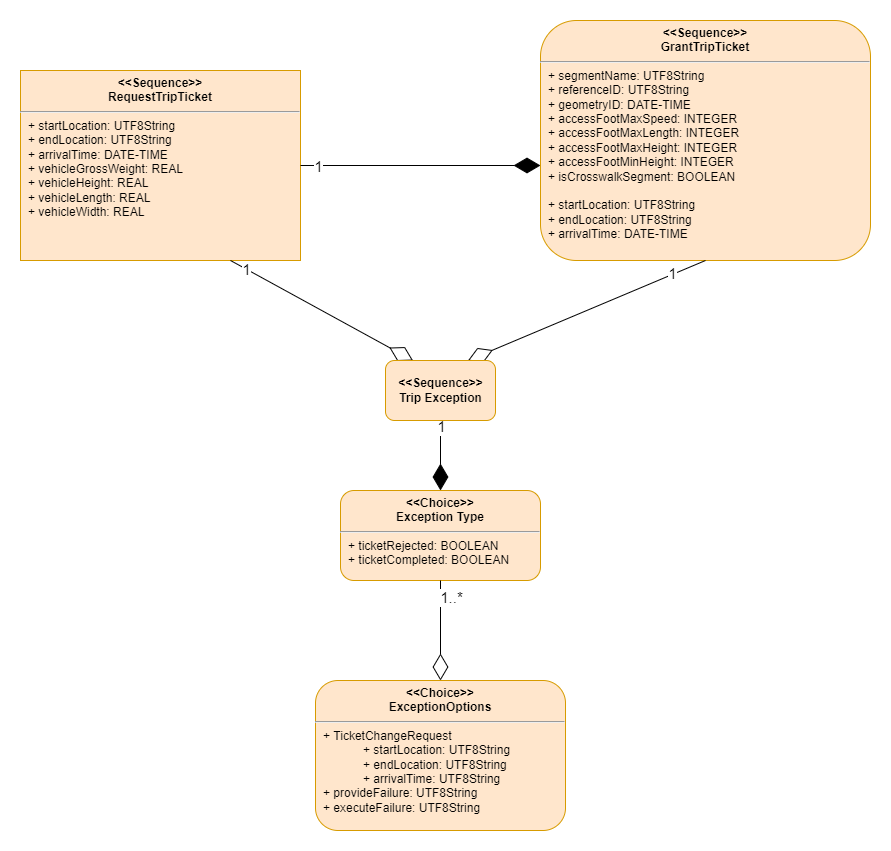 <<Sequence>>
RequestTripTicket
+ startLocation: UTF8String
+ endLocation: UTF8String
+ arrivalTime: DATE-TIME
+ vehicleGrossWeight: REAL
+ vehicleHeight: REAL
+ vehicleLength: REAL
+ vehicleWidth: REAL
<<Sequence>>
GrantTripTicket
+ segmentName: UTF8String
+ referenceID: UTF8String
+ geometryID: DATE-TIME
+ accessFootMaxSpeed: INTEGER
+ accessFootMaxLength: INTEGER
+ accessFootMaxHeight: INTEGER
+ accessFootMinHeight: INTEGER
+ isCrosswalkSegment: BOOLEAN
+ startLocation: UTF8String
+ endLocation: UTF8String
+ arrivalTime: DATE-TIME
1
1
1
<<Sequence>>
Trip Exception
1
<<Choice>>
Exception Type
+ ticketRejected: BOOLEAN
+ ticketCompleted: BOOLEAN
1..*
<<Choice>>
ExceptionOptions
+ TicketChangeRequest
+ startLocation: UTF8String
+ endLocation: UTF8String
+ arrivalTime: UTF8String
+ provideFailure: UTF8String
+ executeFailure: UTF8String